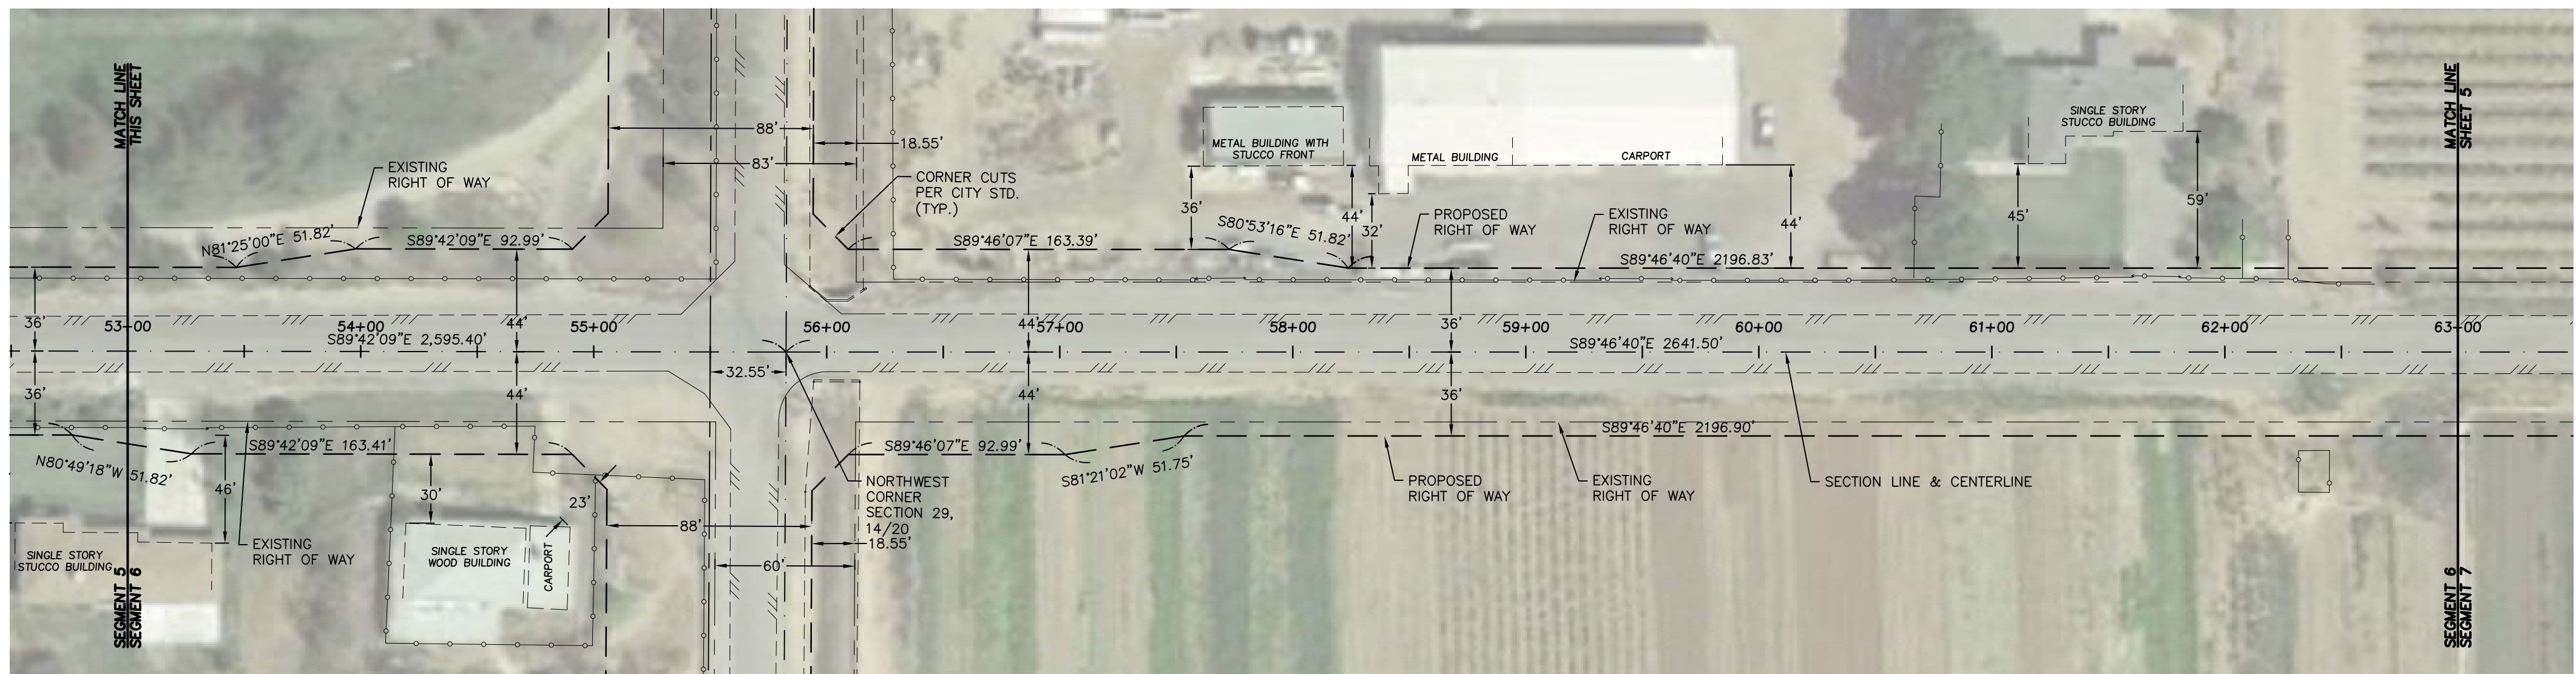 MATCH LINE
THIS SHEET
EXISTING
RIGHT OF WAY
N81°25'00"E 51.82'
S89°42'09"E 92.99'
88'
83'
18.55'
CORNER CUTS
PER CITY STD.
(TYP.)
S89°46'07"E 163.39'
METAL BUILDING WITH
STUCCO FRONT
36'
S80°53'16"E 51.82'
44'
32'
METAL BUILDING
CARPORT
PROPOSED
RIGHT OF WAY
EXISTING
RIGHT OF WAY
44'
S89°46'40"E 2196.83'
SINGLE STORY
STUCCO BUILDING
45'
59'
MATCH LINE
SHEET 5
36'
53+00
54+00
55+00
56+00
57+00
58+00
59+00
60+00
61+00
62+00
63+00
44'
44'
36'
S89°42'09"E 2,595.40'
S89°46'40"E 2641.50'
32.55'
36'
44'
44'
36'
S89°42'09"E 163.41'
N80°49'18"W 51.82'
46'
30'
23'
S89°46'07"E 92.99'
S81°21'02"W 51.75'
S89°46'40"E 2196.90'
NORTHWEST
CORNER
SECTION 29,
14/20
18.55'
88'
60'
PROPOSED
RIGHT OF WAY
EXISTING
RIGHT OF WAY
SECTION LINE & CENTERLINE
SINGLE STORY
STUCCO BUILDING
EXISTING
RIGHT OF WAY
SINGLE STORY
WOOD BUILDING
CARPORT
SEGMENT 5
SEGMENT 6
SEGMENT 6
SEGMENT 7